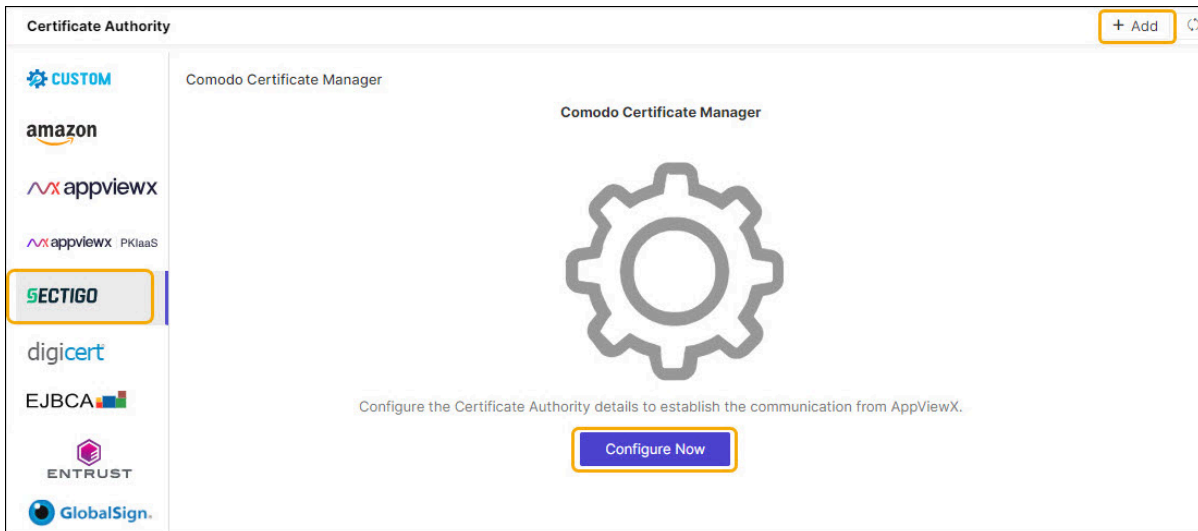 Certificate Authority
+ Add
CUSTOM
amazon
appviewx
appviewx PKIaaS
SECTIGO
digicert
EJBCA
ENTRUST
GlobalSign.
Comodo Certificate Manager
Comodo Certificate Manager
Configure the Certificate Authority details to establish the communication from AppViewX.
Configure Now